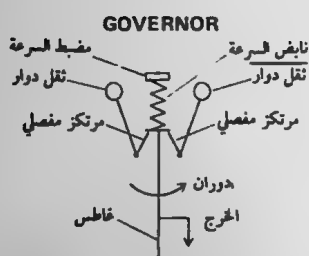 GOVERNOR
نابض السرعة
مضبط السرعة
ثقل دوار
ثقل دوار
مرتكز مفصلي
مرتكز مفصلي
دوران
الخرج
غاطس